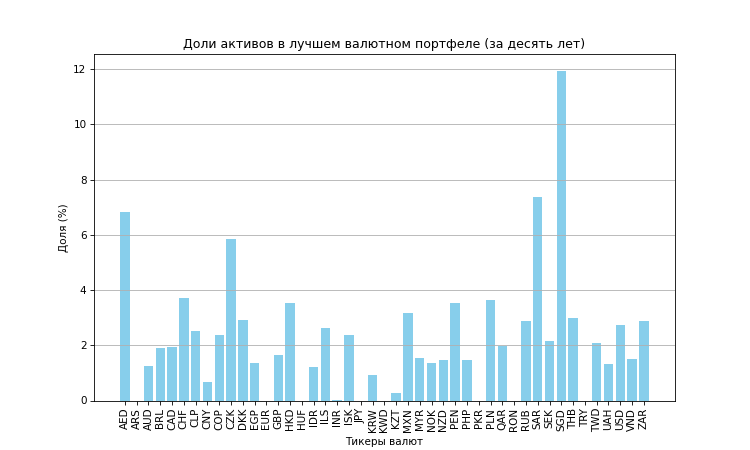 Доли активов в лучшем валютном портфеле (за десять лет)
Доля (%)
12
10
8
6
4
2
0
AED ARS AUD BRL CAD CHF CLP CNY COP CZK DKK EGP EUR GBP HKD HUF IDR ILS INR ISK JPY KRW KWD KZT MXN MYR NOK NZD PEN PHP PKR PLN QAR RON RUB SAR SEK SGD THB TRY TWD UAH USD VND ZAR
Тикеры валют